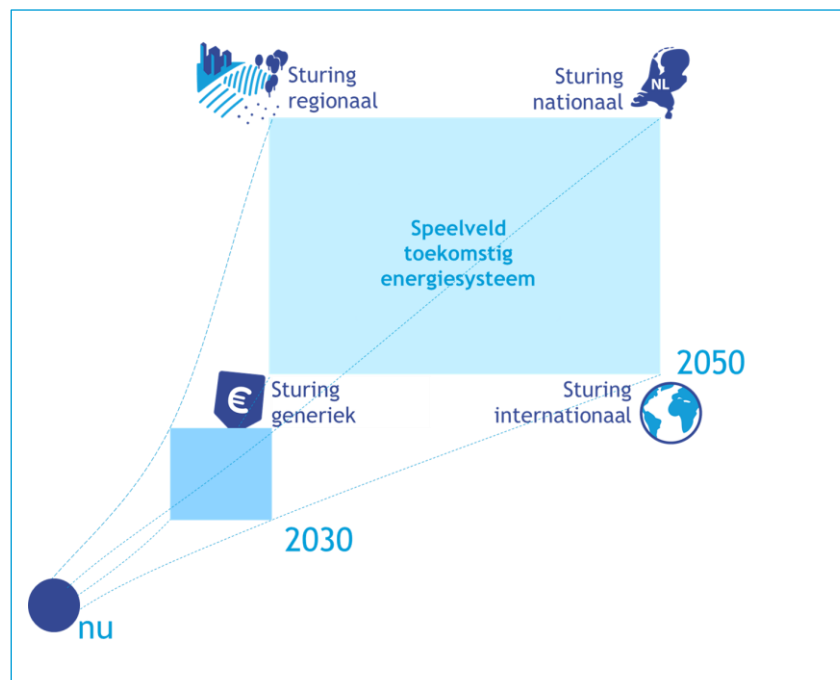 Sturing
regionaal
Sturing
nationaal
NL
Speelveld
toekomstig
energiesysteem
2050
€
Sturing
generiek
Sturing
internationaal
2030
nu